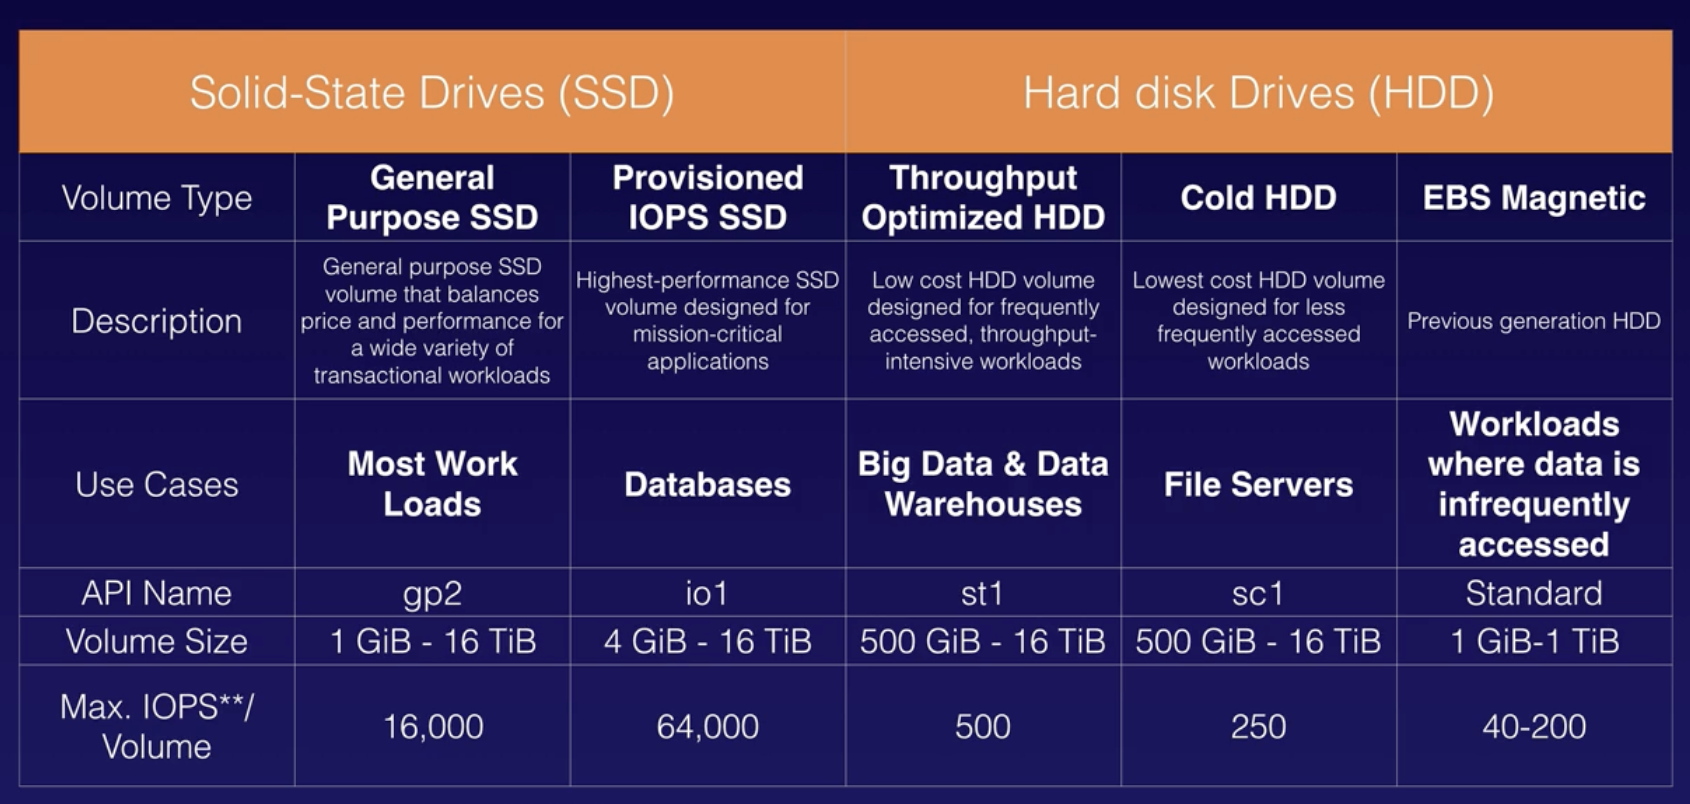 Solid-State Drives (SSD)
Hard disk Drives (HDD)
Volume Type
General
Purpose SSD
Provisioned
IOPS SSD
Throughput
Optimized HDD
Cold HDD
EBS Magnetic
Description
General purpose SSD
volume that balances
price and performance for
a wide variety of
transactional workloads
Highest-performance SSD
volume designed for
mission-critical
applications
Low cost HDD volume
designed for frequently
accessed, throughput-
intensive workloads
Lowest cost HDD volume
designed for less
frequently accessed
workloads
Previous generation HDD
Use Cases
Most Work
Loads
Databases
Big Data & Data
Warehouses
File Servers
Workloads
where data is
infrequently
accessed
API Name
gp2
io1
st1
sc1
Standard
Volume Size
1 GiB - 16 TiB
4 GiB - 16 TiB
500 GiB - 16 TiB
500 GiB - 16 TiB
1 GiB-1 TiB
Max. IOPS**/
Volume
16,000
64,000
500
250
40-200